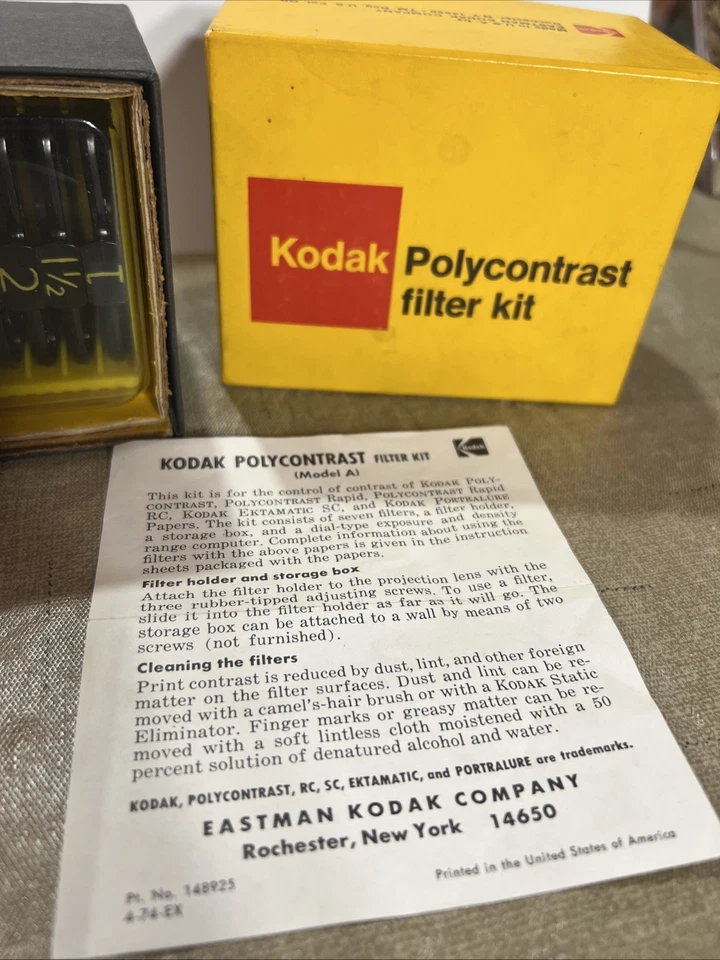 Kodak
Kodak Polycontrast
filter kit
1
1½
2
KODAK POLYCONTRAST FILTER KIT
Kodak
(Model A)
This kit is for the control of contrast of KODAK POLY-
CONTRAST, POLYCONTRAST Rapid, POLYCONTRAST Rapid
RC, KODAK EKTAMATIC SC, and KODAK PORTRALURE
Papers. The kit consists of seven filters, a filter holder,
a storage box, and a dial-type exposure and density
range computer. Complete information about using the
filters with the above papers is given in the instruction
sheets packaged with the papers.
Filter holder and storage box
Attach the filter holder to the projection lens with the
three rubber-tipped adjusting screws. To use a filter,
slide it into the filter holder as far as it will go. The
storage box can be attached to a wall by means of two
screws (not furnished).
Cleaning the filters
Print contrast is reduced by dust, lint, and other foreign
matter on the filter surfaces. Dust and lint can be re-
moved with a camel's-hair brush or with a KODAK Static
Eliminator. Finger marks or greasy matter can be re-
moved with a soft lintless cloth moistened with a 50
percent solution of denatured alcohol and water.
KODAK, POLYCONTRAST, RC, SC, EKTAMATIC, and PORTRALURE are trademarks.
EASTMAN KODAK COMPANY
Rochester, New York 14650
Pt. No. 148925
4-74-EX
Printed in the United States of America